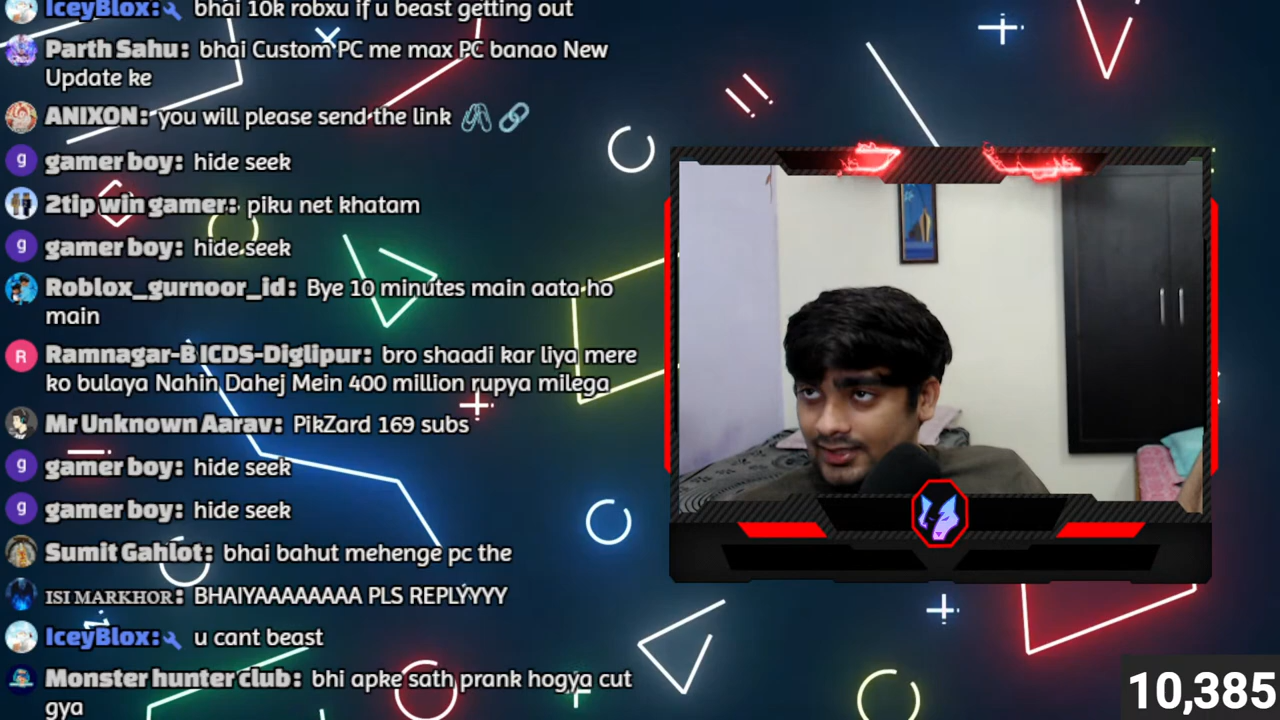 IceyBlox: bhai 10k robxu if u beast getting out
Parth Sahu: bhai Custom PC me max PC banao New
Update ke
ANIXON: you will please send the link 🖇️ 🔗
g gamer boy: hide seek
2tip win gamer: piku net khatam
g gamer boy: hide seek
Roblox_gurnoor_id: Bye 10 minutes main aata ho
main
R Ramnagar-B ICDS-Diglipur: bro shaadi kar liya mere
ko bulaya Nahin Dahej Mein 400 million rupya milega
Mr Unknown Aarav: PikZard 169 subs
g gamer boy: hide seek
g gamer boy: hide seek
Sumit Gahlot: bhai bahut mehenge pc the
ISI MARKHOR: BHAIYAAAAAAAA PLS REPLYYYY
IceyBlox: u cant beast
Monster hunter club: bhi apke sath prank hogya cut
gya
10,385